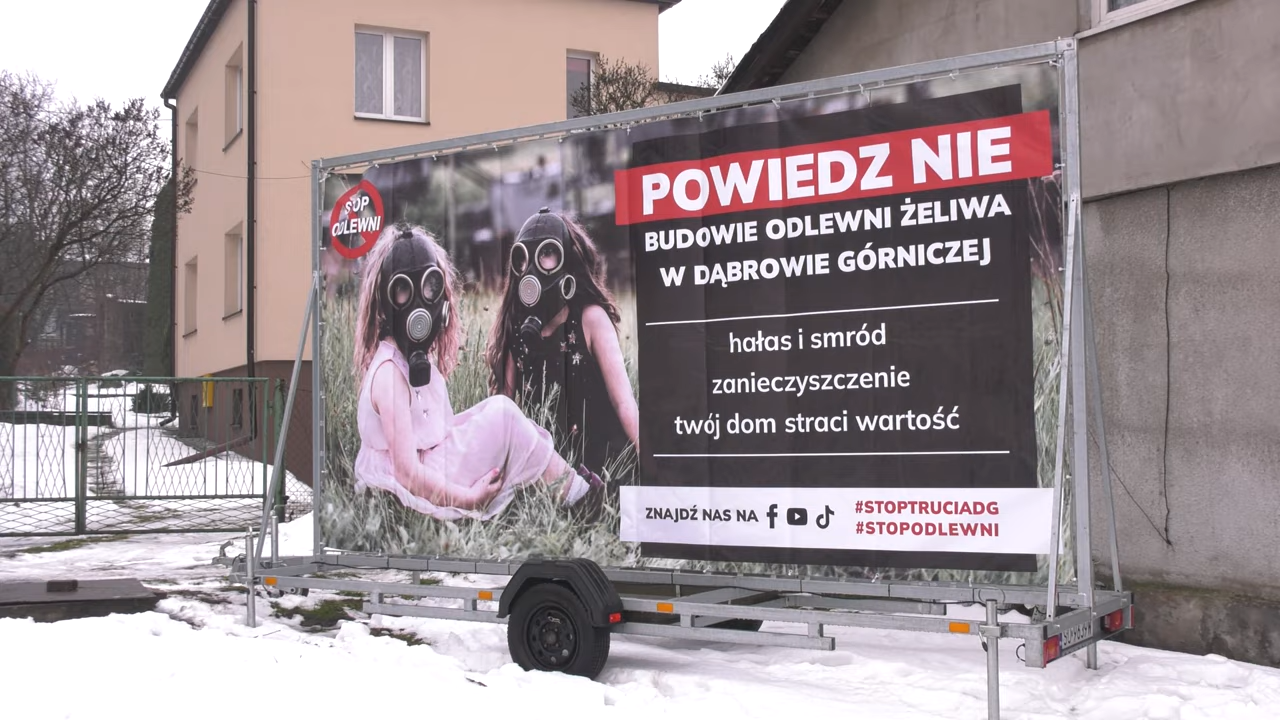 STOP
ODLEWNI
POWIEDZ NIE
BUDOWIE ODLEWNI ŻELIWA
W DĄBROWIE GÓRNICZEJ
hałas i smród
zanieczyszczenie
twój dom straci wartość
ZNAJDŹ NAS NA
#STOPTRUCIADG
#STOPODLEWNI